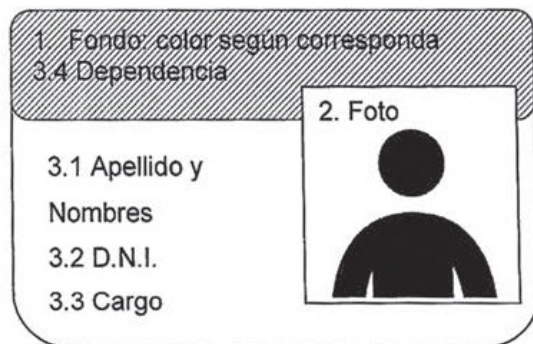 1. Fondo: color según corresponda
3.4 Dependencia
2. Foto
3.1 Apellido y
Nombres
3.2 D.N.I.
3.3 Cargo